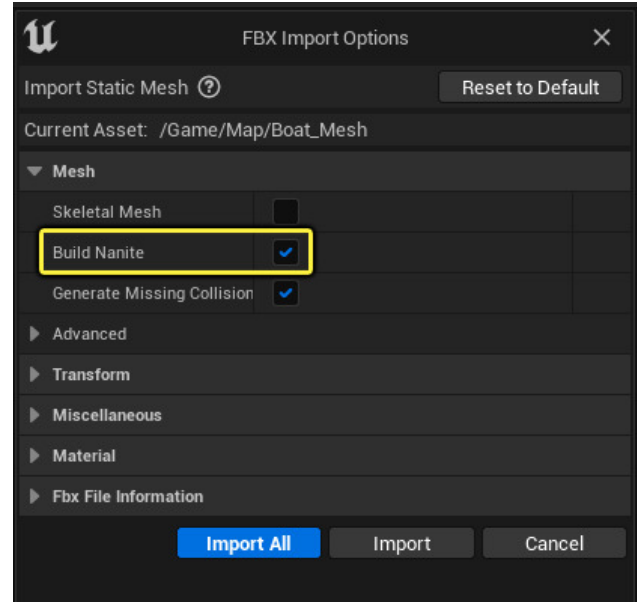 FBX Import Options
Import Static Mesh ? Reset to Default
Current Asset: /Game/Map/Boat_Mesh
Mesh
Skeletal Mesh
Build Nanite
Generate Missing Collision
Advanced
Transform
Miscellaneous
Material
Fbx File Information
Import All Import Cancel